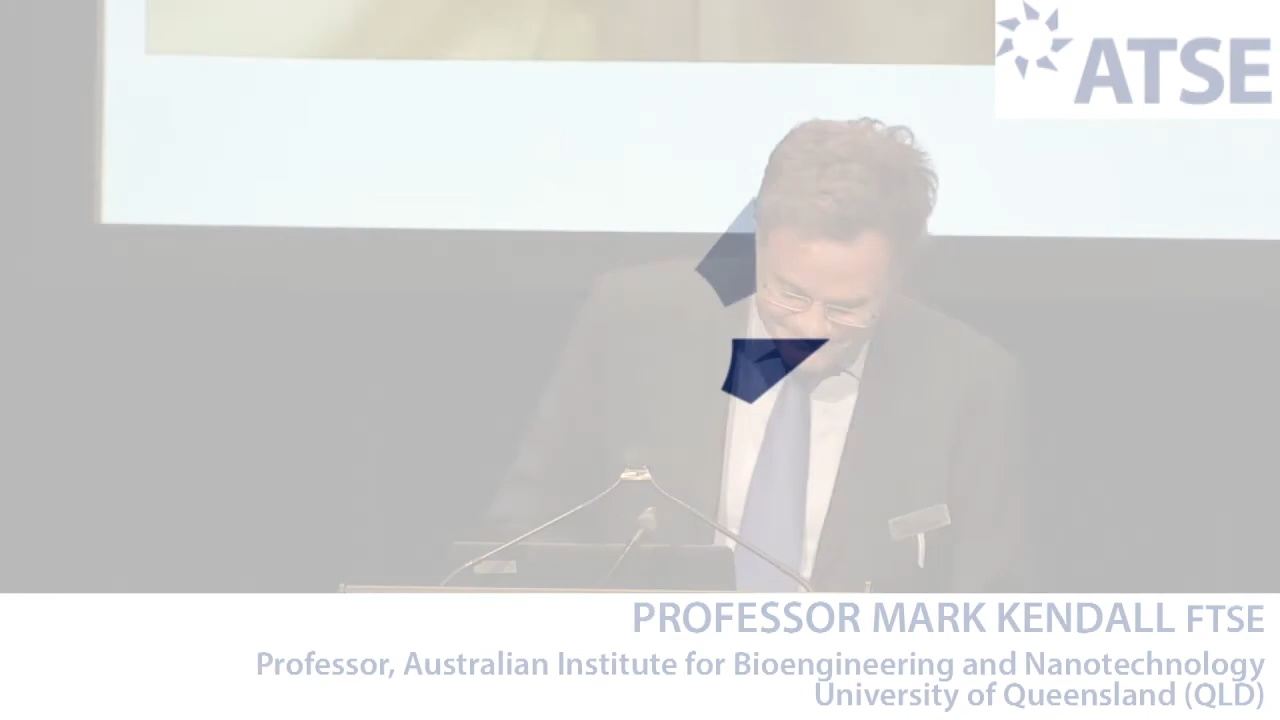 ATSE
PROFESSOR MARK KENDALL FTSE
Professor, Australian Institute for Bioengineering and Nanotechnology
University of Queensland (QLD)